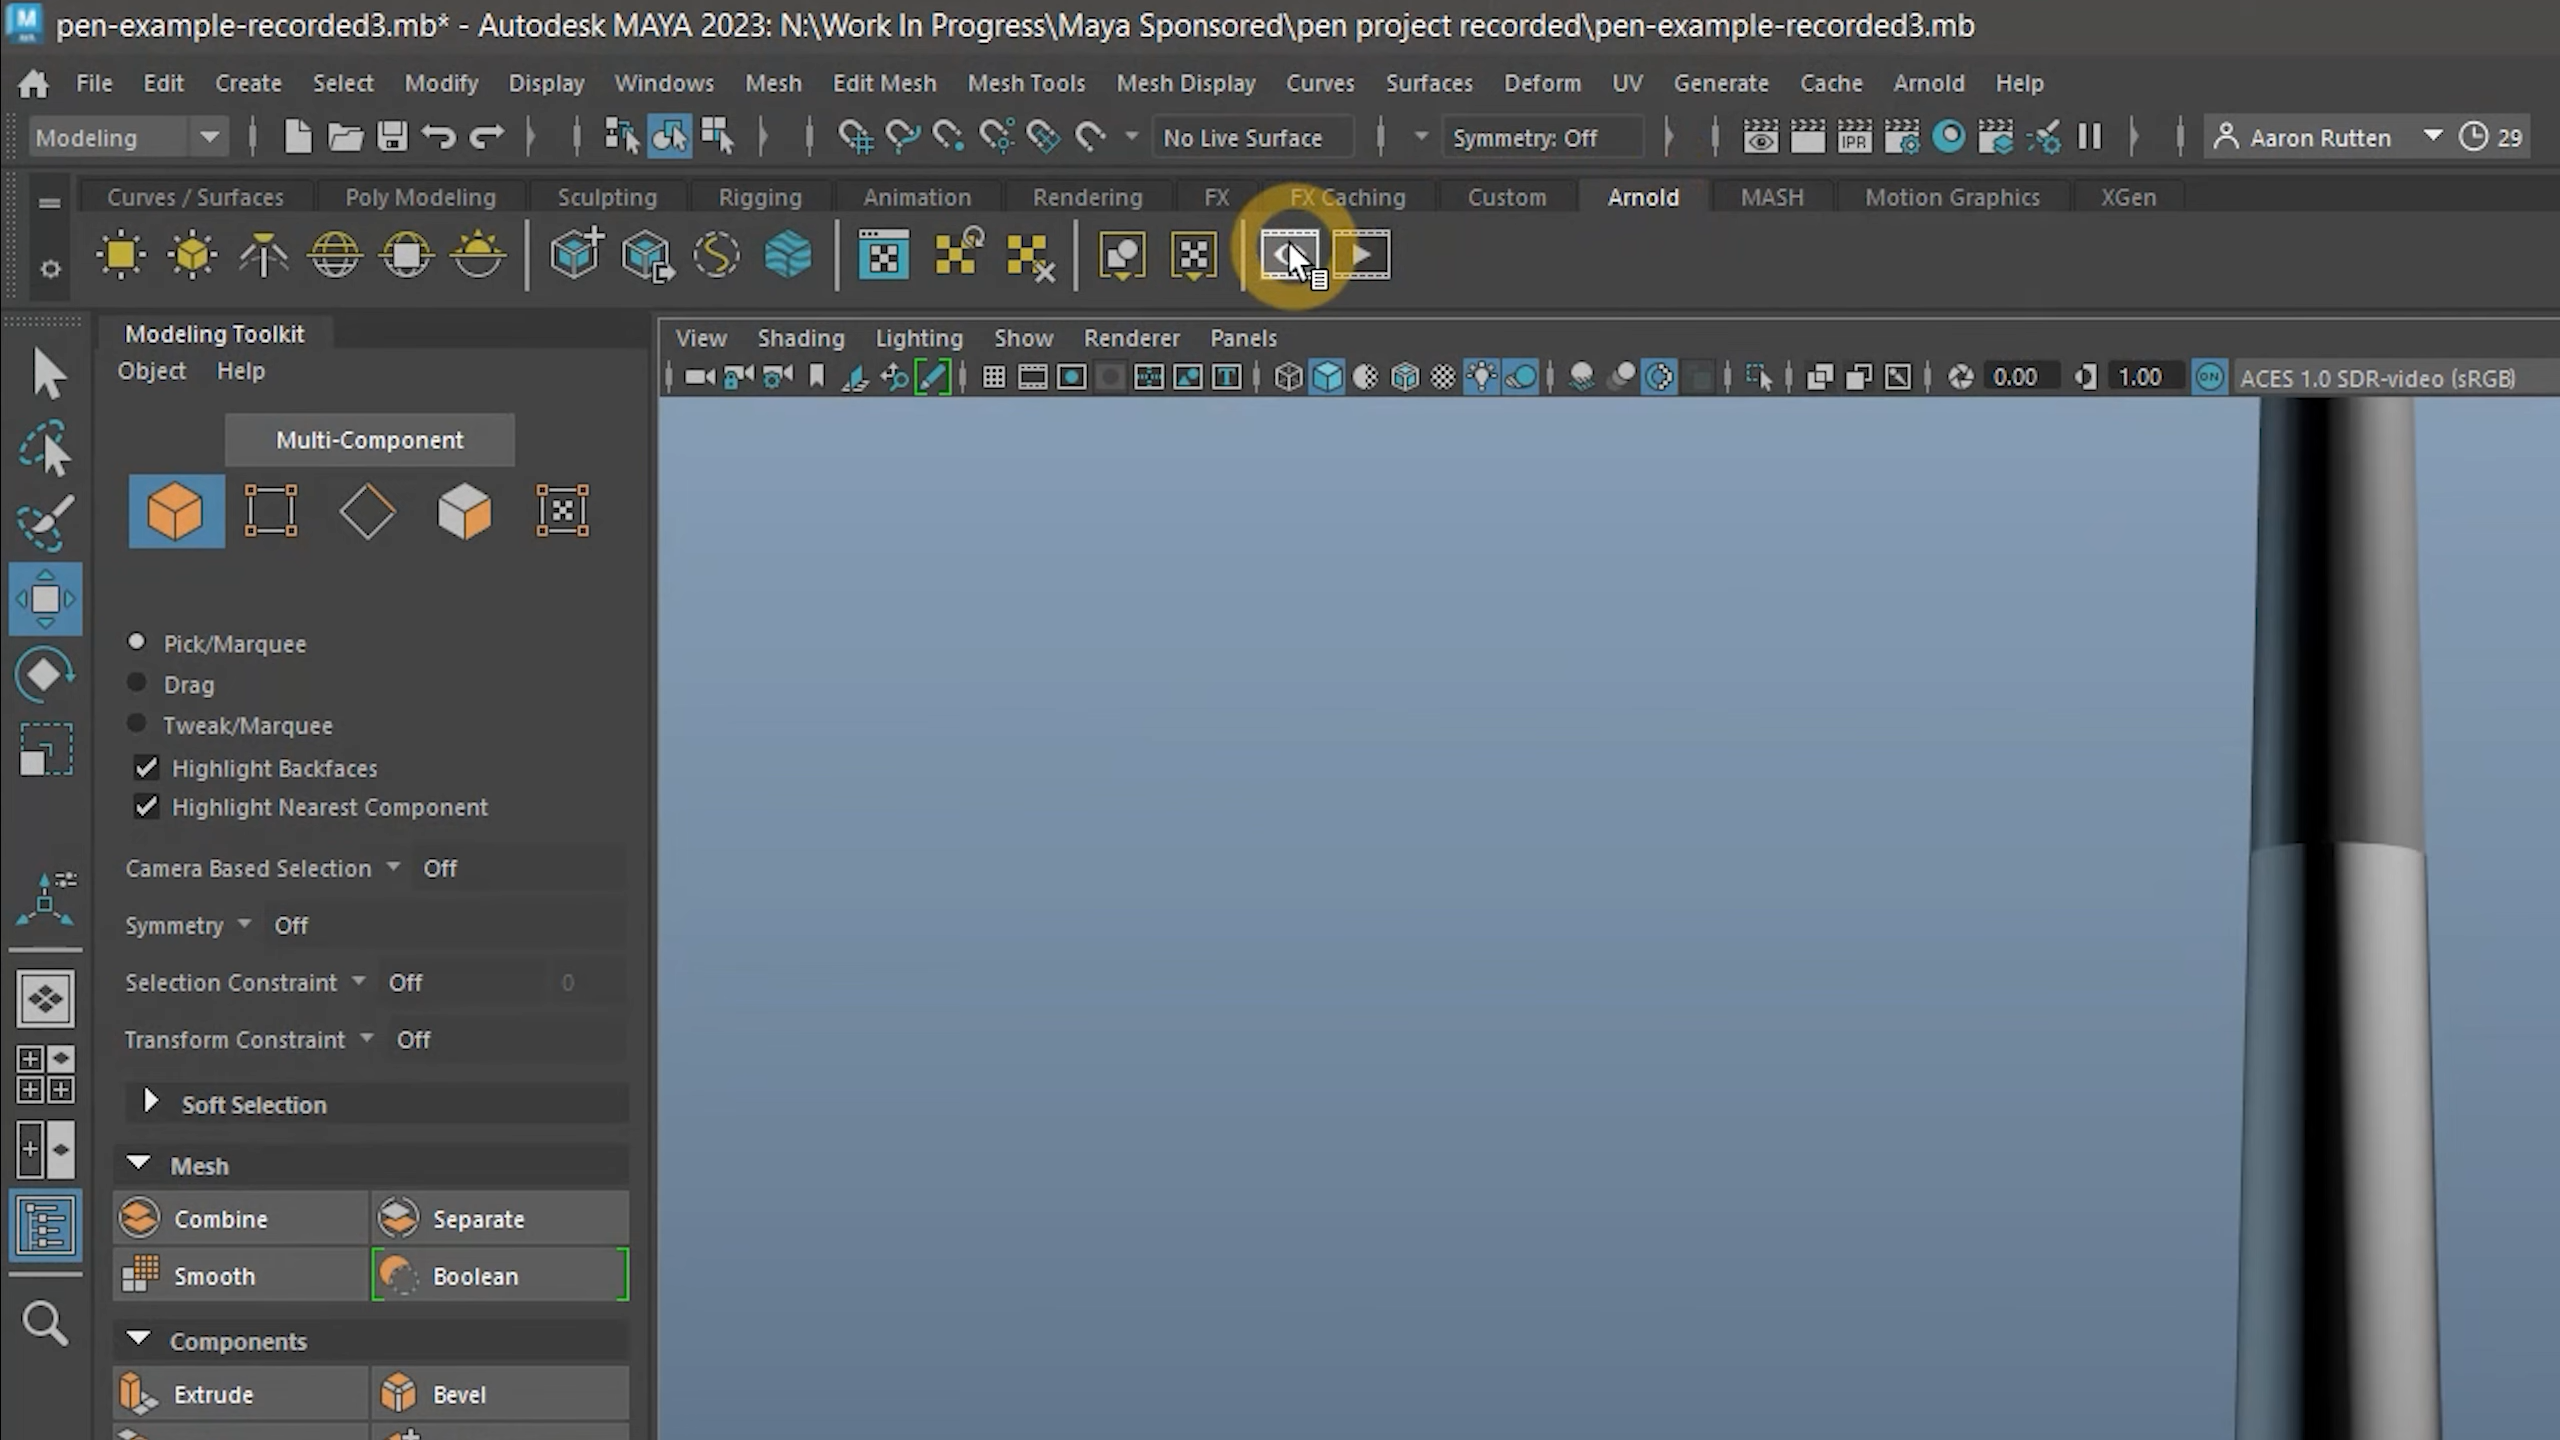 pen-example-recorded3.mb* - Autodesk MAYA 2023: N:\Work In Progress\Maya Sponsored\pen project recorded\pen-example-recorded3.mb
File Edit Create Select Modify Display Windows Mesh Edit Mesh Mesh Tools Mesh Display Curves Surfaces Deform UV Generate Cache Arnold Help
Modeling No Live Surface Symmetry: Off IPR Aaron Rutten 29
Curves / Surfaces Poly Modeling Sculpting Rigging Animation Rendering FX FX Caching Custom Arnold MASH Motion Graphics XGen
Modeling Toolkit
Object Help
View Shading Lighting Show Renderer Panels
0.00 1.00 ON ACES 1.0 SDR-video (sRGB)
Multi-Component
Pick/Marquee
Drag
Tweak/Marquee
Highlight Backfaces
Highlight Nearest Component
Camera Based Selection Off
Symmetry Off
Selection Constraint Off 0
Transform Constraint Off
Soft Selection
Mesh
Combine Separate
Smooth Boolean
Components
Extrude Bevel